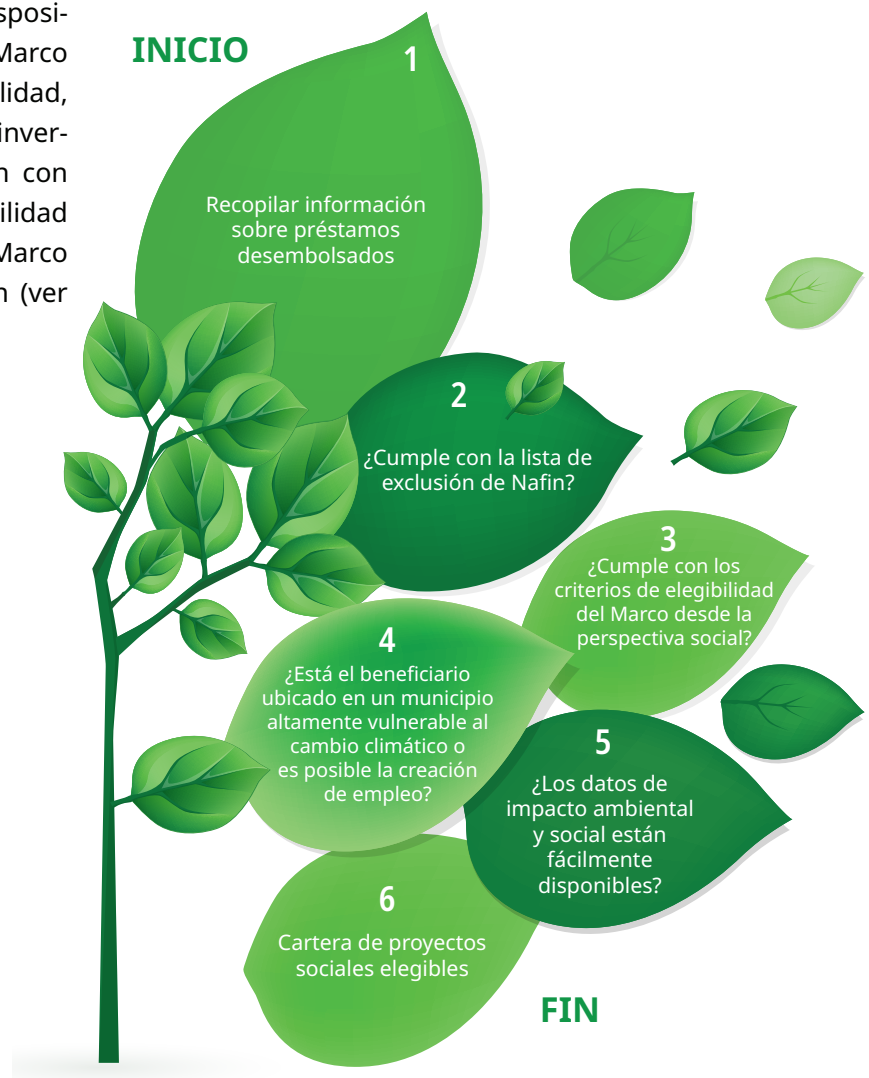 sposi-
Marco
lidad,
inver-
n con
ilidad
Marco
n (ver
INICIO
1
Recopilar información
sobre préstamos
desembolsados
2
¿Cumple con la lista de
exclusión de Nafin?
3
¿Cumple con los
criterios de elegibilidad
del Marco desde la
perspectiva social?
4
¿Está el beneficiario
ubicado en un municipio
altamente vulnerable al
cambio climático o
es posible la creación
de empleo?
5
¿Los datos de
impacto ambiental
y social están
fácilmente
disponibles?
6
Cartera de proyectos
sociales elegibles
FIN